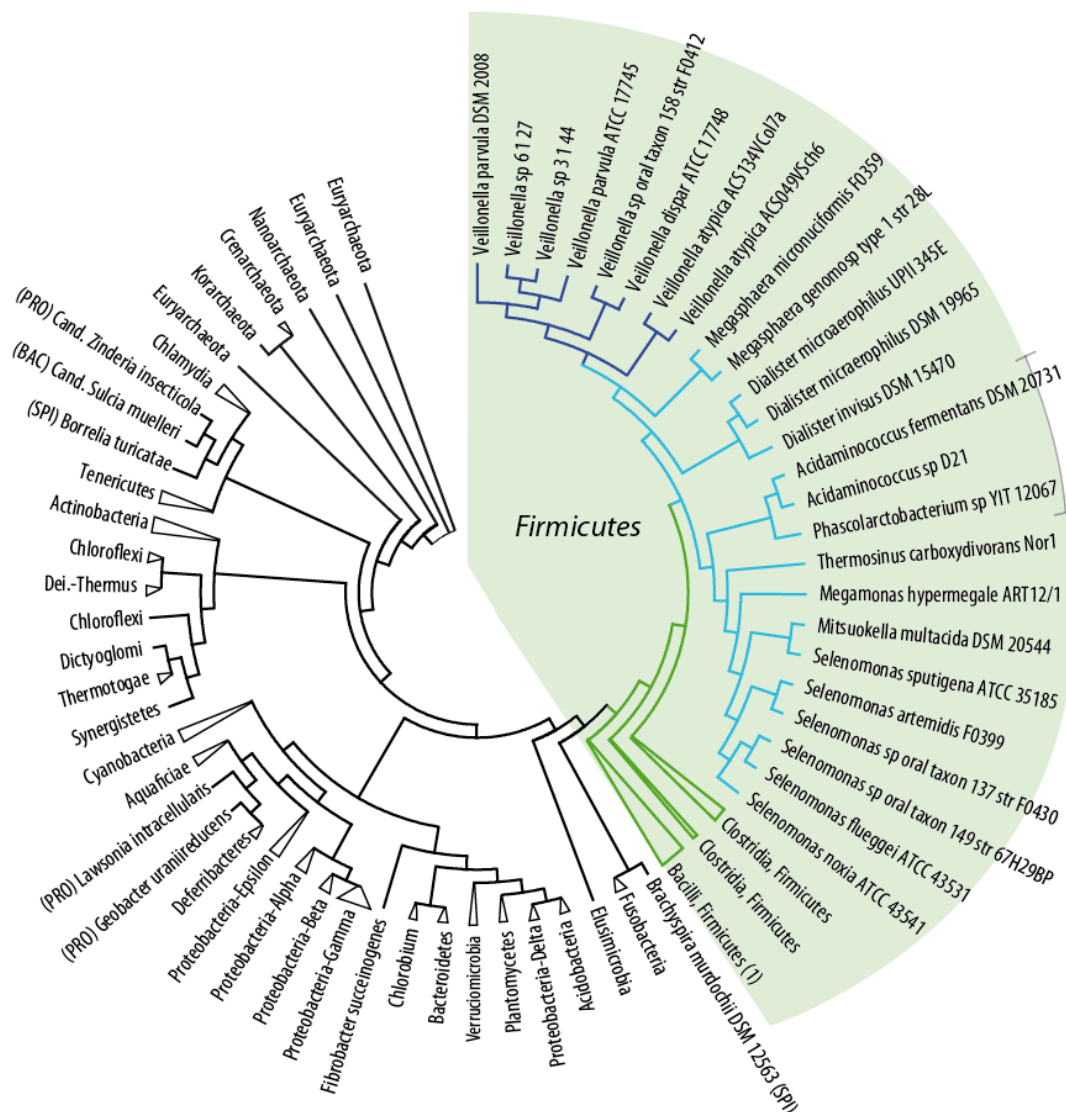 Veillonella parvula DSM 2008
Veillonella sp 6 1 27
Veillonella sp 3 1 44
Veillonella parvula ATCC 17745
Veillonella sp oral taxon 158 str F0412
Veillonella dispar ATCC 17748
Veillonella atypica ACS134VCol7a
Veillonella atypica ACS049VSch6
Megasphaera micronuciformis F0359
Megasphaera genomosp type 1 str 28L
Dialister microaerophilus UPII 345E
Dialister micraerophilus DSM 19965
Dialister invisus DSM 15470
Acidaminococcus fermentans DSM 20731
Acidaminococcus sp D21
Phascolarctobacterium sp YIT 12067
Thermosinus carboxydivorans Nor1
Megamonas hypermegale ART12/1
Mitsuokella multacida DSM 20544
Selenomonas sputigena ATCC 35185
Selenomonas artemidis F0399
Selenomonas sp oral taxon 137 str F0430
Selenomonas sp oral taxon 149 str 67H29BP
Selenomonas flueggei ATCC 43531
Selenomonas noxia ATCC 43541
Clostridia, Firmicutes
Clostridia, Firmicutes
Bacilli, Firmicutes (1)
Brachyspira murdochii DSM 12563 (SPI)
Fusobacteria
Elusimicrobia
Acidobacteria
Proteobacteria-Delta
Plantomycetes
Verruciomicrobia
Bacteroidetes
Chlorobium
Fibrobacter succeinogenes
Proteobacteria-Gamma
Proteobacteria-Beta
Proteobacteria-Alpha
Proteobacteria-Epsilon
Deferribacteres
(PRO) Geobacter uraniireducens
(PRO) Lawsonia intracellularis
Aquaficiae
Cyanobacteria
Synergistetes
Thermotogae
Dictyoglomi
Chloroflexi
Dei.-Thermus
Chloroflexi
Actinobacteria
Tenericutes
(SPI) Borrelia turicatae
(BAC) Cand. Sulcia muelleri
(PRO) Cand. Zinderia insecticola
Chlamydia
Euryarchaeota
Korarchaeota
Crenarchaeota
Nanoarchaeota
Euryarchaeota
Euryarchaeota
Firmicutes